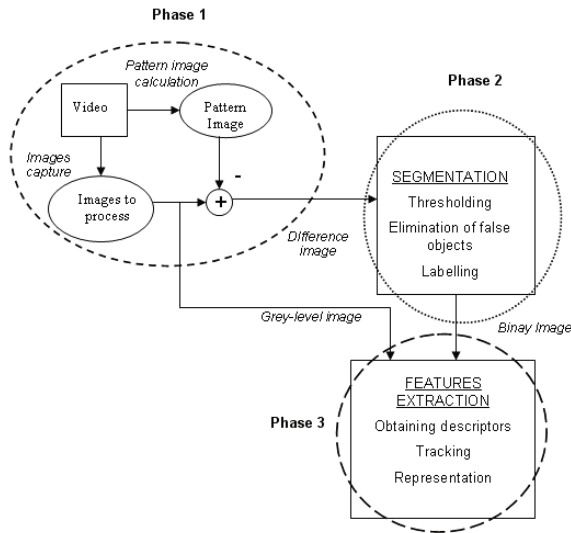 Phase 1
Pattern image
calculation
Phase 2
Video
Pattern
Image
Images
capture
-
SEGMENTATION
Thresholding
Elimination of false
objects
Labelling
Images to
process
+
Difference
image
Grey-level image
Binay Image
FEATURES
EXTRACTION
Obtaining descriptors
Tracking
Representation
Phase 3